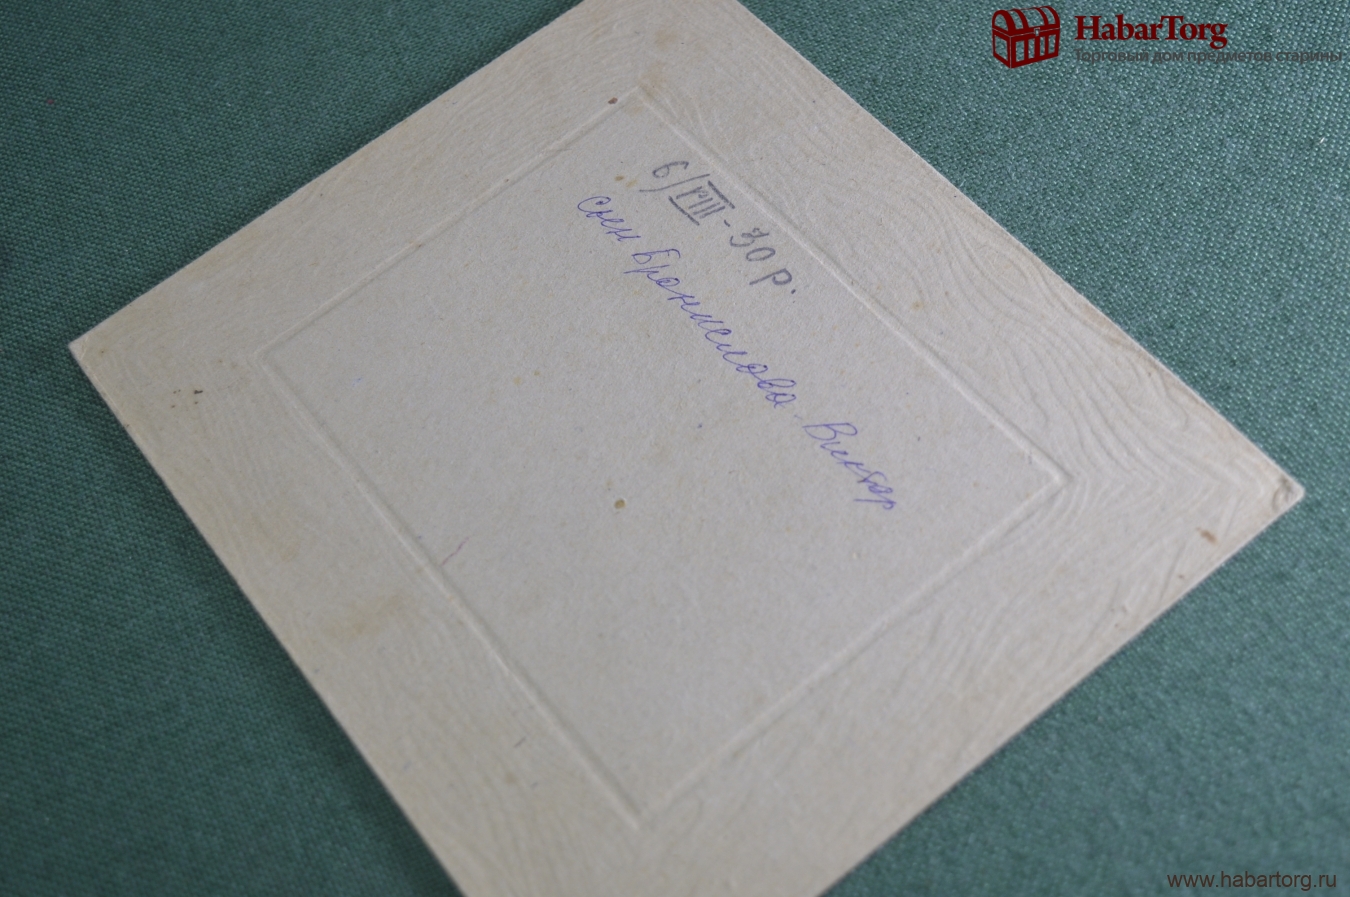 HabarTorg
Торговый дом предметов старины
6/VIII-30 р.
сын Бронислава Виктор
www.habartorg.ru